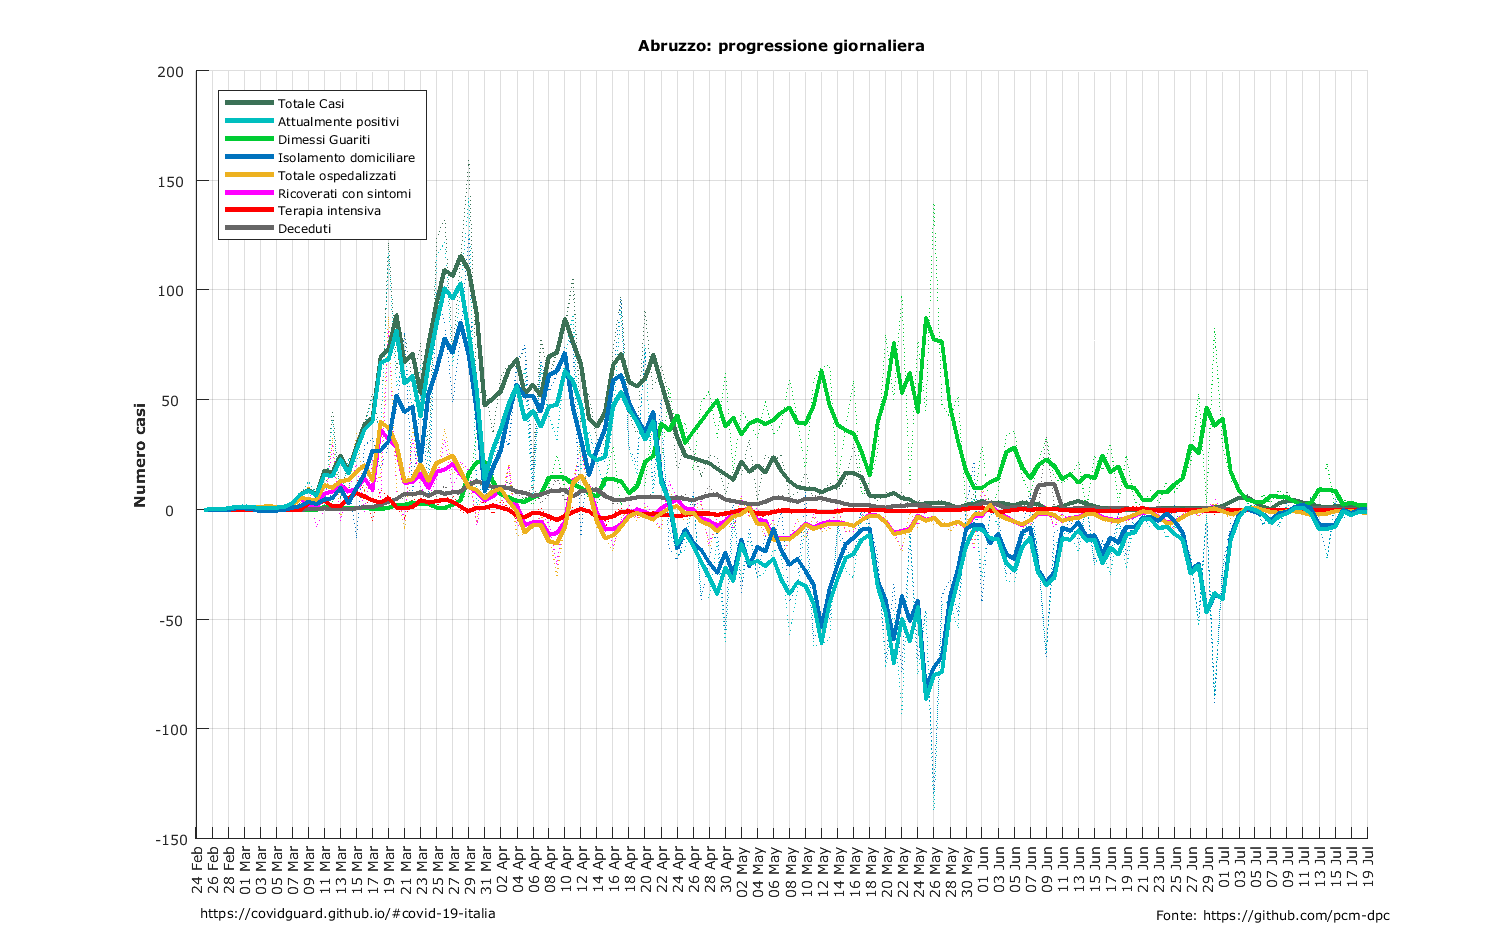 Abruzzo: progressione giornaliera
200
150
100
50
0
-50
-100
-150
Numero casi
Totale Casi
Attualmente positivi
Dimessi Guariti
Isolamento domiciliare
Totale ospedalizzati
Ricoverati con sintomi
Terapia intensiva
Deceduti
24 Feb
26 Feb
28 Feb
01 Mar
03 Mar
05 Mar
07 Mar
09 Mar
11 Mar
13 Mar
15 Mar
17 Mar
19 Mar
21 Mar
23 Mar
25 Mar
27 Mar
29 Mar
31 Mar
02 Apr
04 Apr
06 Apr
08 Apr
10 Apr
12 Apr
14 Apr
16 Apr
18 Apr
20 Apr
22 Apr
24 Apr
26 Apr
28 Apr
30 Apr
02 May
04 May
06 May
08 May
10 May
12 May
14 May
16 May
18 May
20 May
22 May
24 May
26 May
28 May
30 May
01 Jun
03 Jun
05 Jun
07 Jun
09 Jun
11 Jun
13 Jun
15 Jun
17 Jun
19 Jun
21 Jun
23 Jun
25 Jun
27 Jun
29 Jun
01 Jul
03 Jul
05 Jul
07 Jul
09 Jul
11 Jul
13 Jul
15 Jul
17 Jul
19 Jul
https://covidguard.github.io/#covid-19-italia
Fonte: https://github.com/pcm-dpc